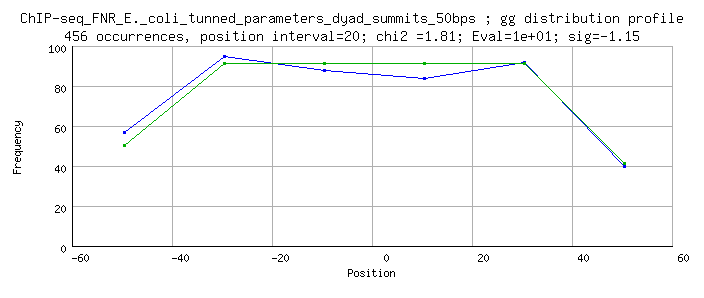 ChIP-seq_FNR_E._coli_tunned_parameters_dyad_summits_50bps ; gg distribution profile
456 occurrences, position interval=20; chi2 =1.81; Eval=1e+01; sig=-1.15
100
80
60
40
20
0
Frequency
-60 -40 -20 0 20 40 60
Position